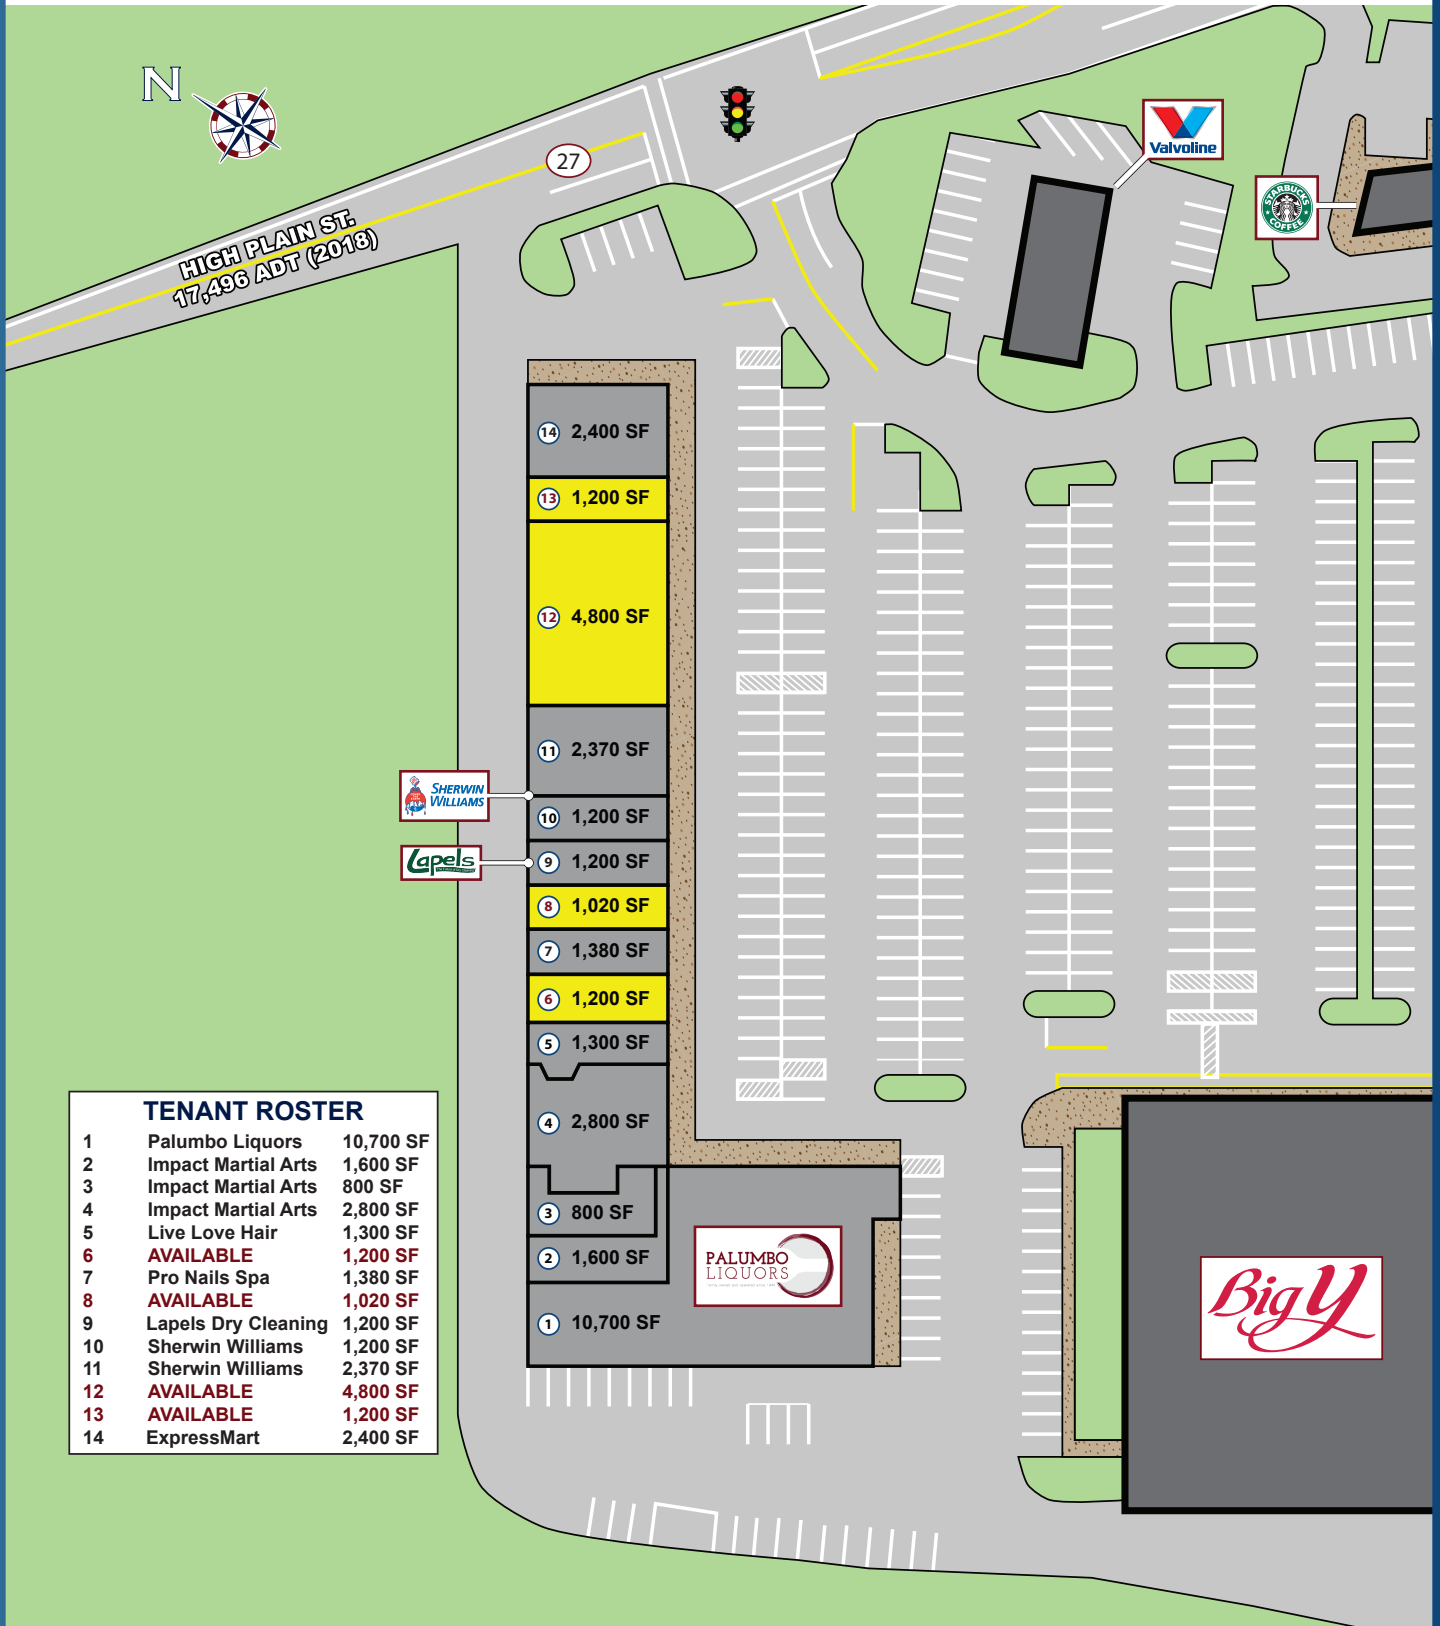 N
27
HIGH PLAIN ST.
17,496 ADT (2018)
Valvoline
STARBUCKS
COFFEE
14 2,400 SF
13 1,200 SF
12 4,800 SF
11 2,370 SF
SHERWIN
WILLIAMS
10 1,200 SF
Lapels
9 1,200 SF
8 1,020 SF
7 1,380 SF
6 1,200 SF
5 1,300 SF
4 2,800 SF
3 800 SF
2 1,600 SF
1 10,700 SF
PALUMBO
LIQUORS
Big Y
TENANT ROSTER
1 Palumbo Liquors 10,700 SF
2 Impact Martial Arts 1,600 SF
3 Impact Martial Arts 800 SF
4 Impact Martial Arts 2,800 SF
5 Live Love Hair 1,300 SF
6 AVAILABLE 1,200 SF
7 Pro Nails Spa 1,380 SF
8 AVAILABLE 1,020 SF
9 Lapels Dry Cleaning 1,200 SF
10 Sherwin Williams 1,200 SF
11 Sherwin Williams 2,370 SF
12 AVAILABLE 4,800 SF
13 AVAILABLE 1,200 SF
14 ExpressMart 2,400 SF